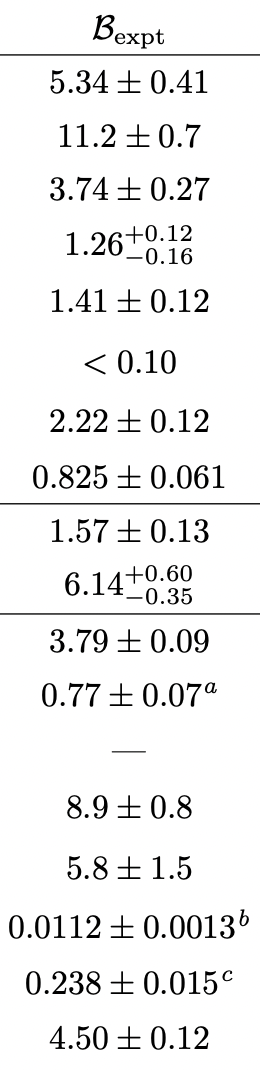 ℬexpt
5.34 ± 0.41
11.2 ± 0.7
3.74 ± 0.27
1.26 +0.12 −0.16
1.41 ± 0.12
< 0.10
2.22 ± 0.12
0.825 ± 0.061
1.57 ± 0.13
6.14 +0.60 −0.35
3.79 ± 0.09
0.77 ± 0.07ᵃ
—
8.9 ± 0.8
5.8 ± 1.5
0.0112 ± 0.0013ᵇ
0.238 ± 0.015ᶜ
4.50 ± 0.12